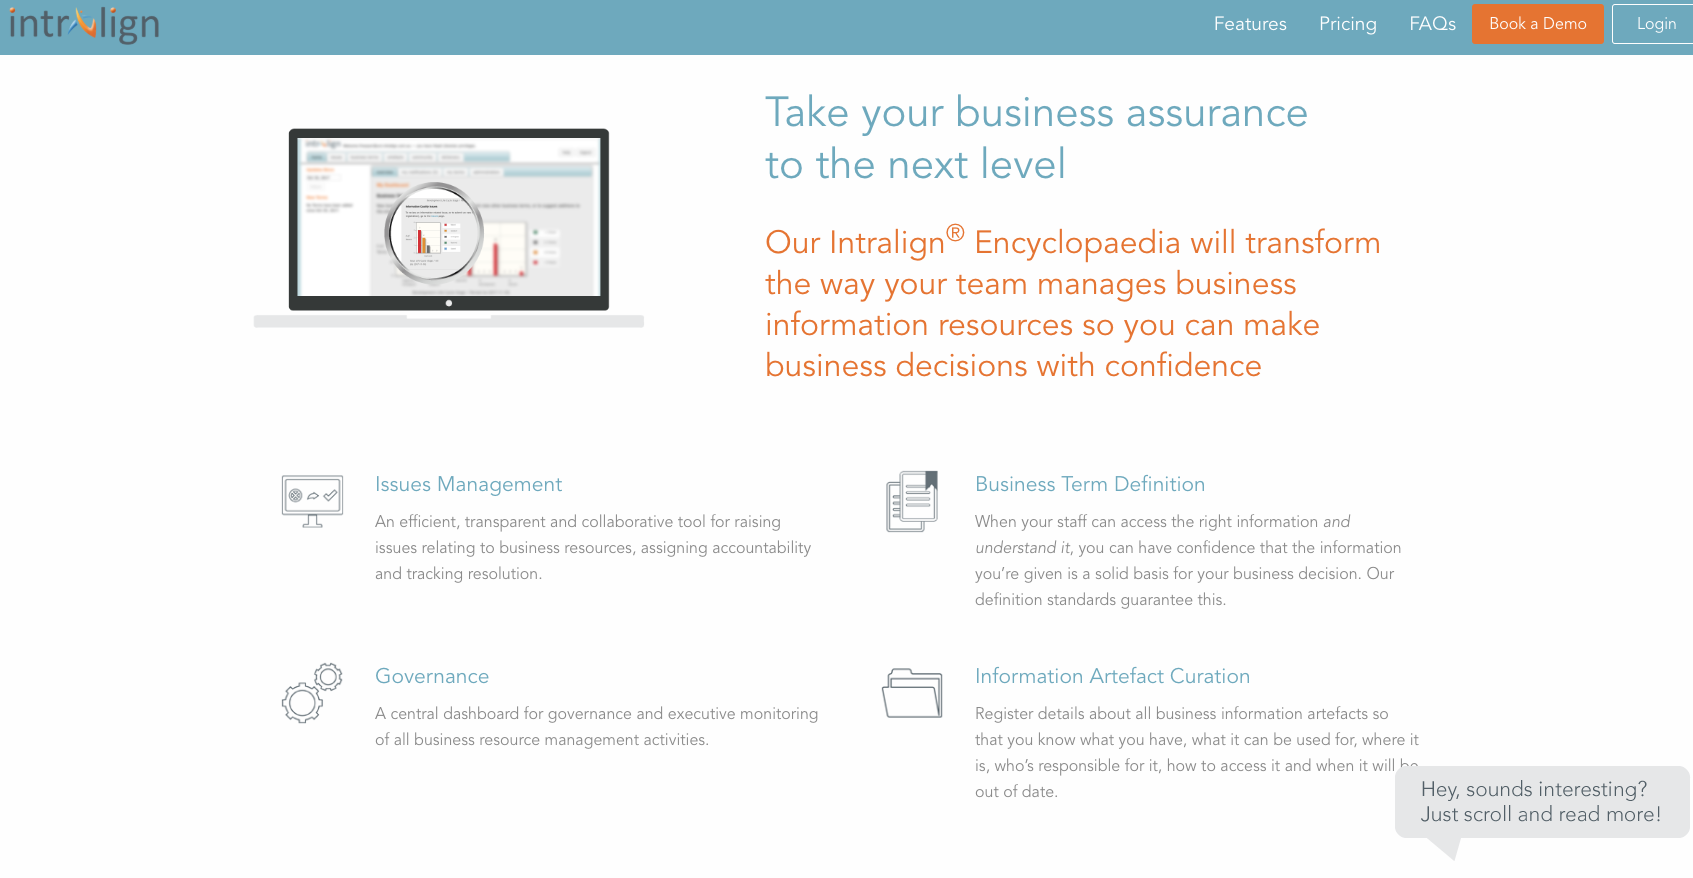 intralign
Features
Pricing
FAQs
Book a Demo
Login
Take your business assurance
to the next level
Our Intralign® Encyclopaedia will transform
the way your team manages business
information resources so you can make
business decisions with confidence
Issues Management
An efficient, transparent and collaborative tool for raising
issues relating to business resources, assigning accountability
and tracking resolution.
Business Term Definition
When your staff can access the right information and
understand it, you can have confidence that the information
you’re given is a solid basis for your business decision. Our
definition standards guarantee this.
Governance
A central dashboard for governance and executive monitoring
of all business resource management activities.
Information Artefact Curation
Register details about all business information artefacts so
that you know what you have, what it can be used for, where it
is, who’s responsible for it, how to access it and when it will be
out of date.
Hey, sounds interesting?
Just scroll and read more!